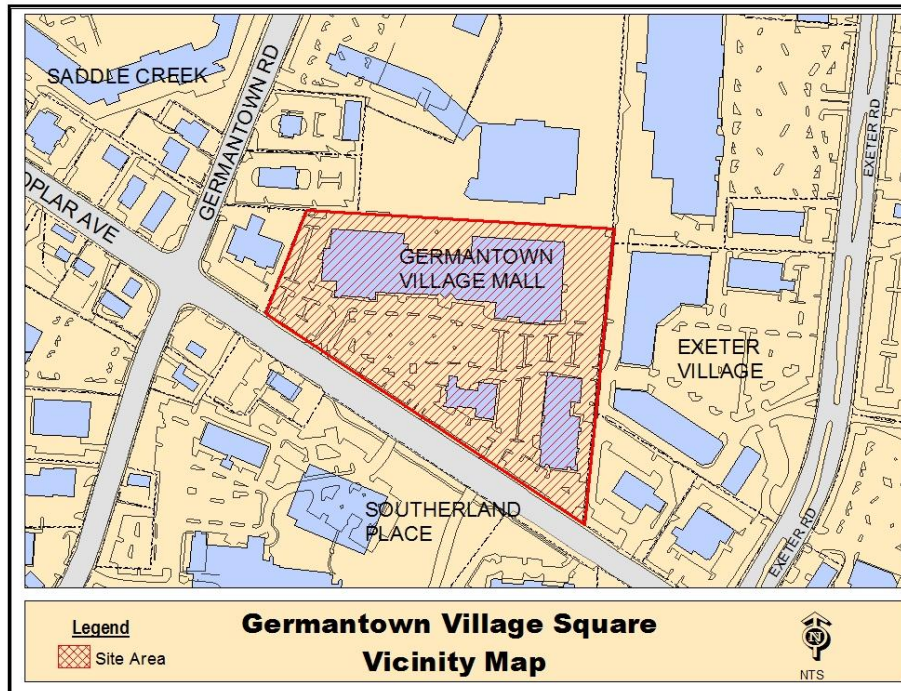 SADDLE CREEK
GERMANTOWN RD
EXETER RD
OPLAR AVE
GERMANTOWN
VILLAGE MALL
EXETER
VILLAGE
SOUTHERLAND
PLACE
EXETER RD
Legend
Site Area
Germantown Village Square
Vicinity Map
N
NTS